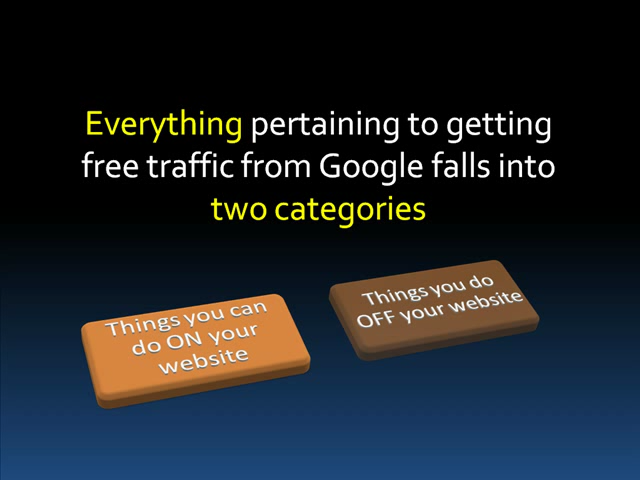 Everything pertaining to getting
free traffic from Google falls into
two categories
Things you can
do ON your
website
Things you do
OFF your website